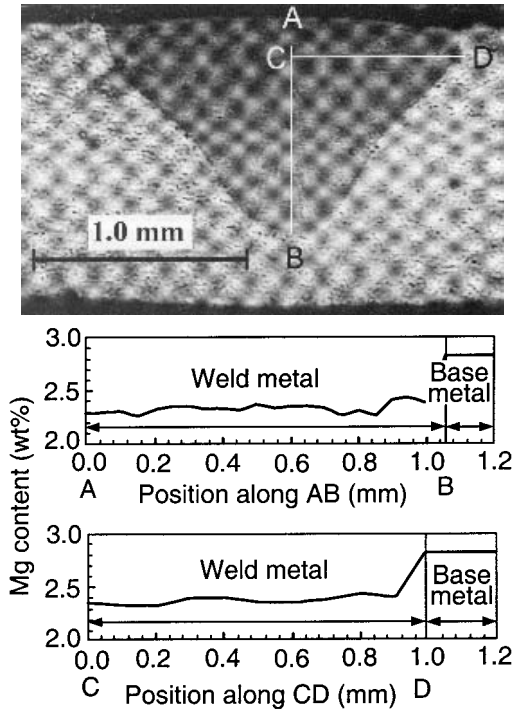 A
C
D
1.0 mm
B
3.0
2.5
2.0
Weld metal
Base
metal
0.0 0.2 0.4 0.6 0.8 1.0 1.2
A Position along AB (mm) B
Mg content (wt%)
3.0
2.5
2.0
Weld metal
Base
metal
0.0 0.2 0.4 0.6 0.8 1.0 1.2
C Position along CD (mm) D